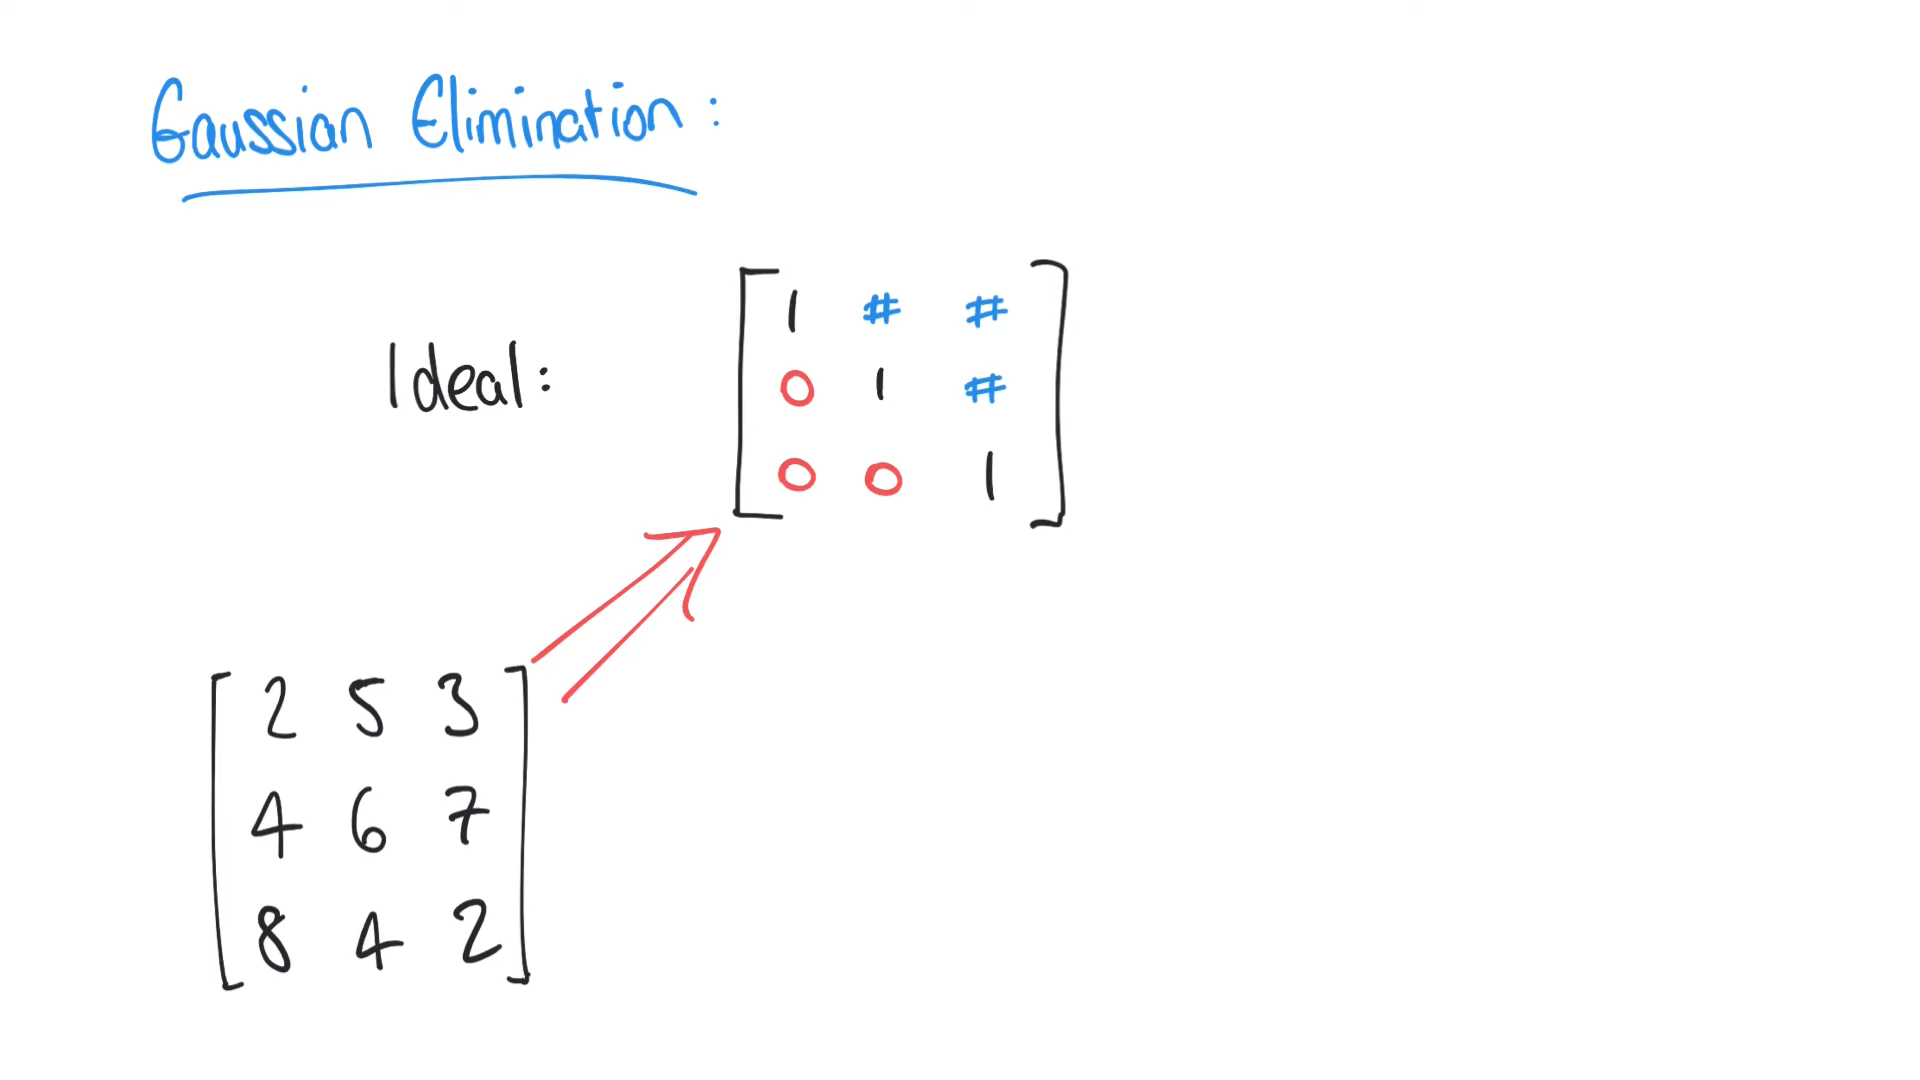 Gaussian Elimination:
Ideal:
1 # #
0 1 #
0 0 1
2 5 3
4 6 7
8 4 2